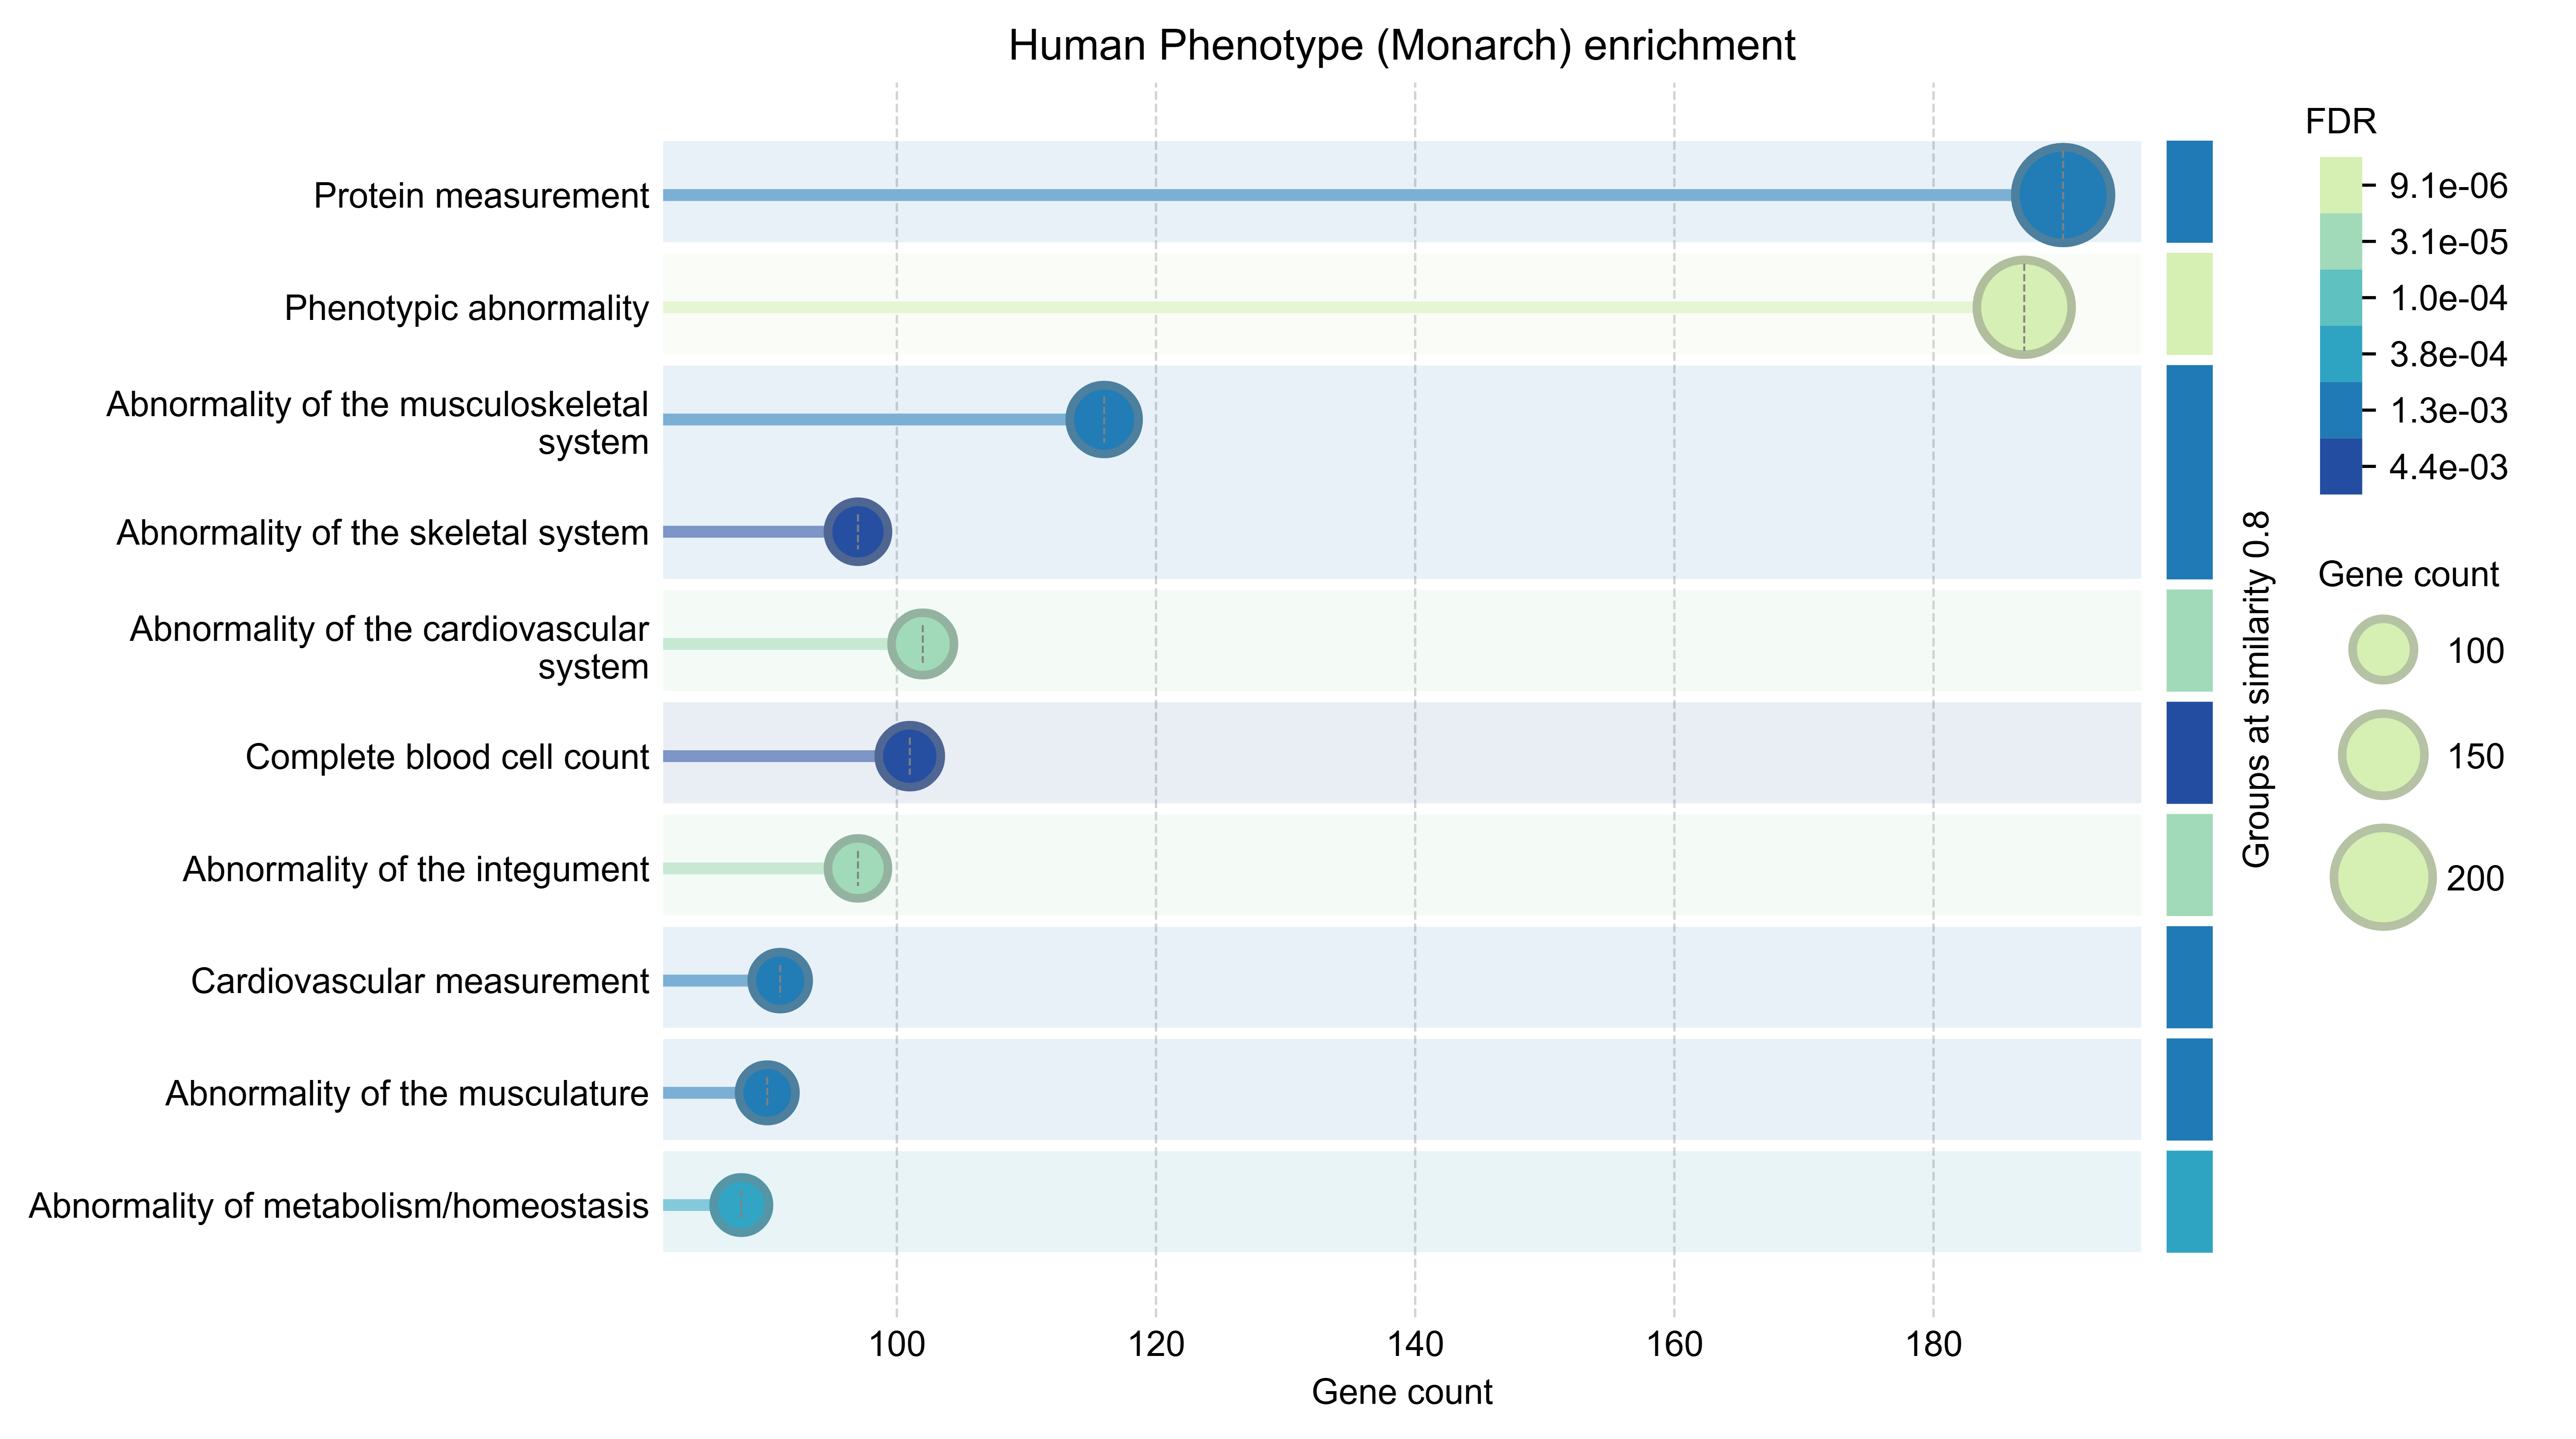 Human Phenotype (Monarch) enrichment
Protein measurement
Phenotypic abnormality
Abnormality of the musculoskeletal
system
Abnormality of the skeletal system
Abnormality of the cardiovascular
system
Complete blood cell count
Abnormality of the integument
Cardiovascular measurement
Abnormality of the musculature
Abnormality of metabolism/homeostasis
100 120 140 160 180
Gene count
Groups at similarity 0.8
FDR
9.1e-06
3.1e-05
1.0e-04
3.8e-04
1.3e-03
4.4e-03
Gene count
100
150
200